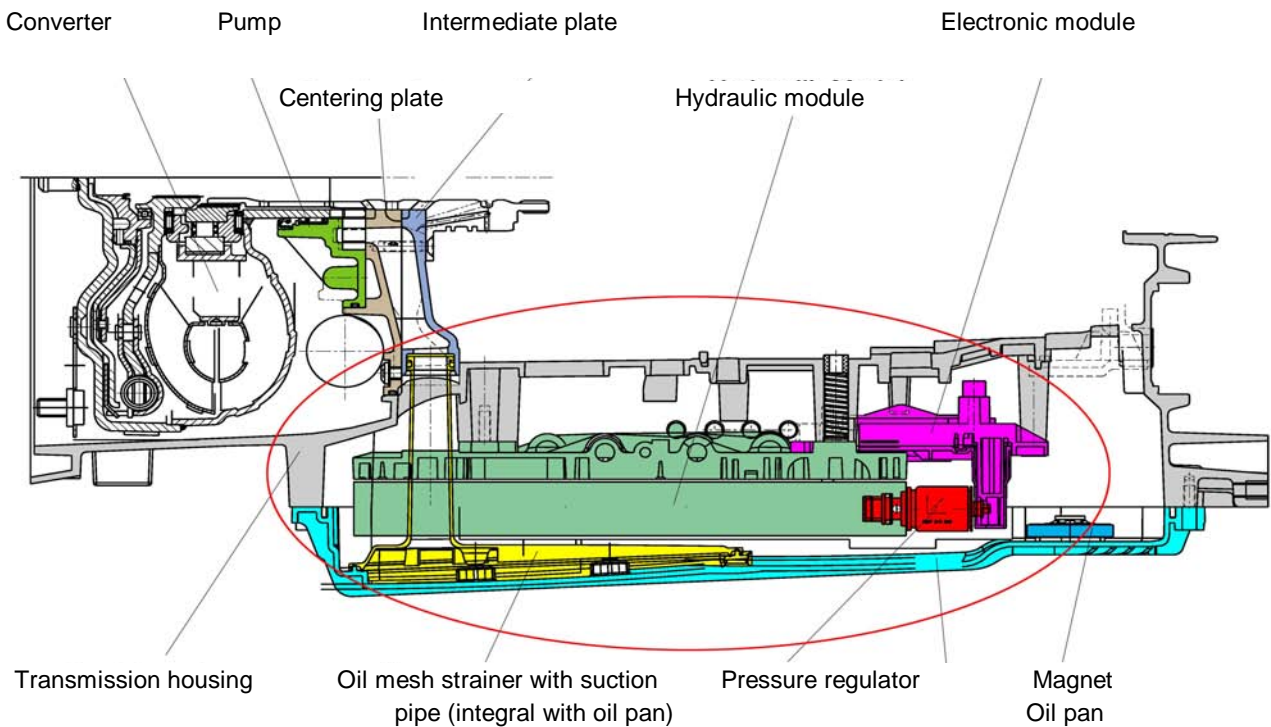 Converter Pump Intermediate plate Electronic module
Centering plate Hydraulic module
Transmission housing Oil mesh strainer with suction Pressure regulator Magnet
pipe (integral with oil pan) Oil pan